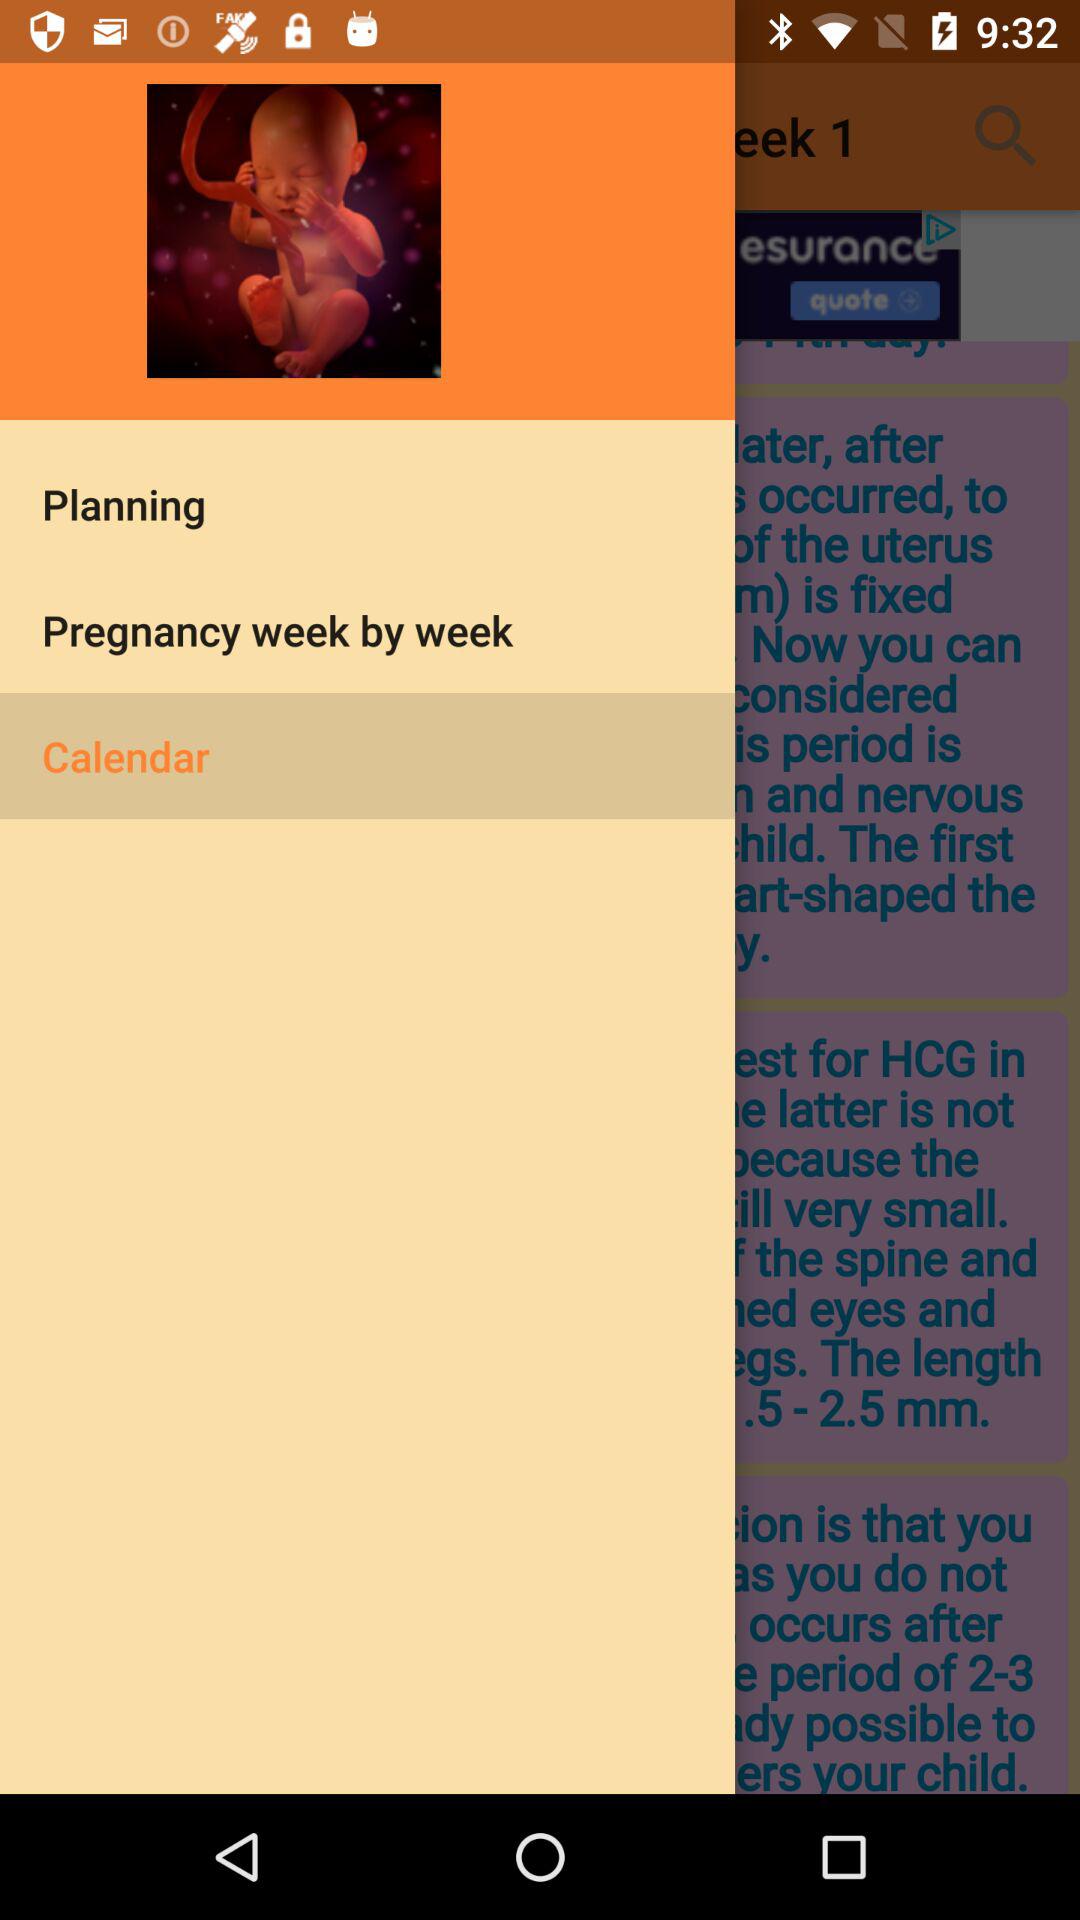 FAKE
9:32
eek 1
esurance
quote
14th day.
Planning
Pregnancy week by week
Calendar
later, after
s occurred, to
of the uterus
m) is fixed
. Now you can
considered
is period is
n and nervous
child. The first
art-shaped the
y.
est for HCG in
e latter is not
because the
till very small.
f the spine and
ned eyes and
egs. The length
.5 - 2.5 mm.
cion is that you
as you do not
occurs after
e period of 2-3
ady possible to
ers your child.